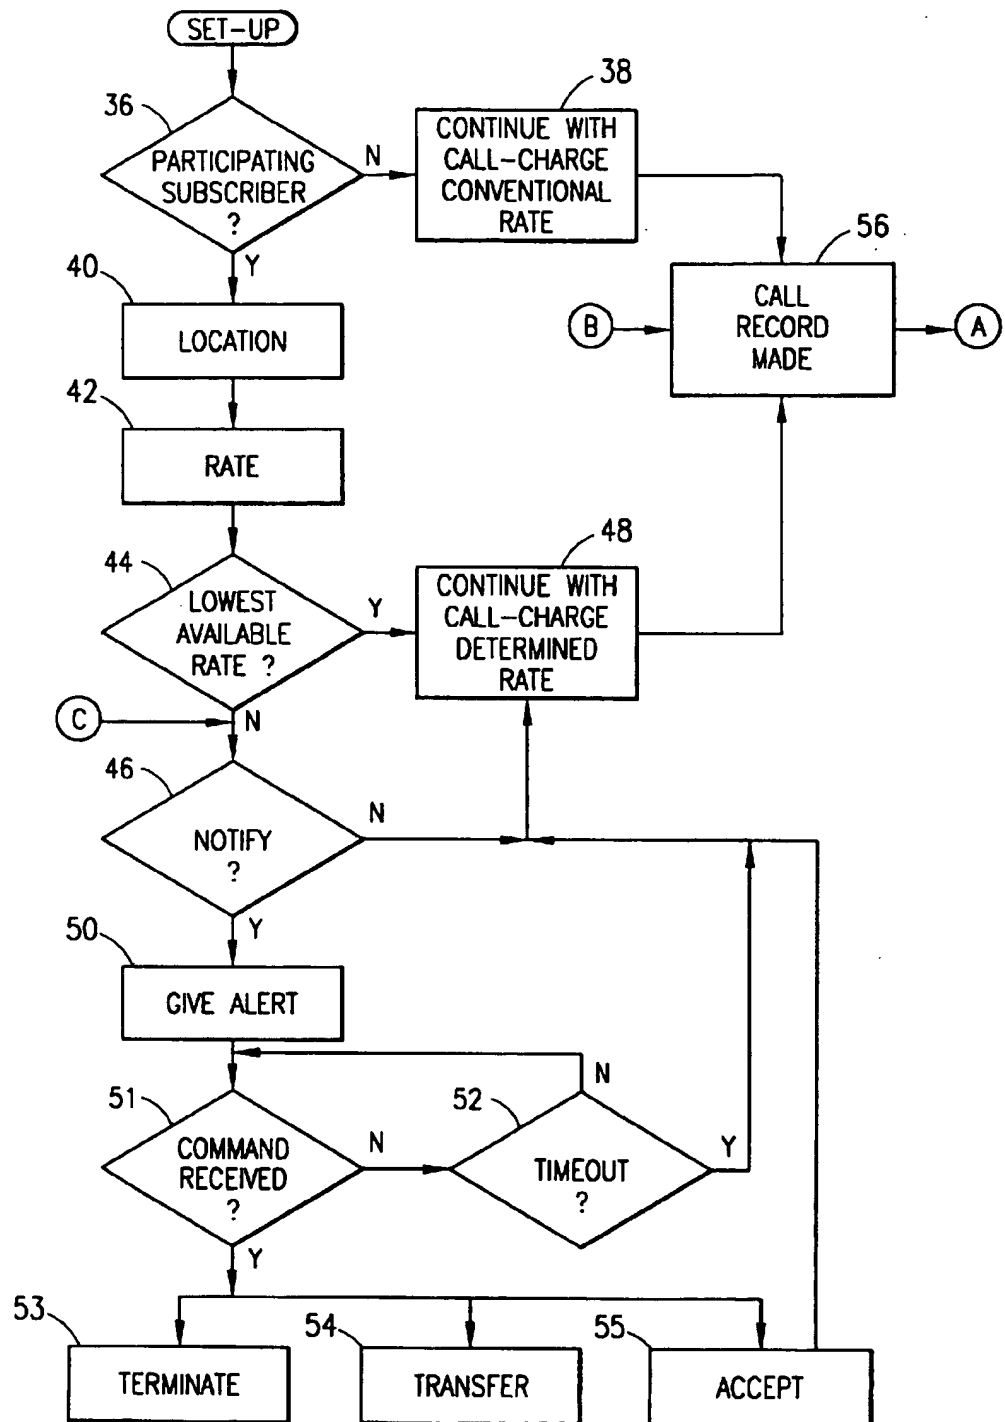 SET-UP
36
PARTICIPATING
SUBSCRIBER
?
N
38
CONTINUE WITH
CALL-CHARGE
CONVENTIONAL
RATE
Y
40
LOCATION
56
CALL
RECORD
MADE
B
A
42
RATE
44
LOWEST
AVAILABLE
RATE ?
Y
48
CONTINUE WITH
CALL-CHARGE
DETERMINED
RATE
C
N
46
NOTIFY
?
N
Y
50
GIVE ALERT
51
COMMAND
RECEIVED
?
N
52
TIMEOUT
?
N
Y
Y
53
TERMINATE
54
TRANSFER
55
ACCEPT